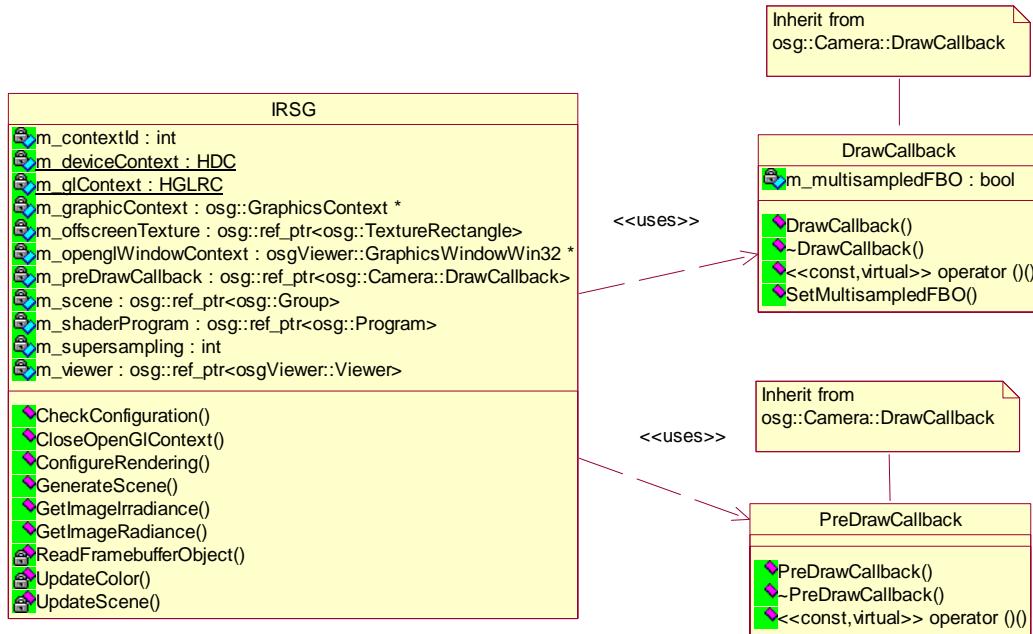 Inherit from
osg::Camera::DrawCallback
IRSG
m_contextId : int
m_deviceContext : HDC
m_glContext : HGLRC
m_graphicContext : osg::GraphicsContext *
m_offscreenTexture : osg::ref_ptr<osg::TextureRectangle>
m_openglWindowContext : osgViewer::GraphicsWindowWin32 *
m_preDrawCallback : osg::ref_ptr<osg::Camera::DrawCallback>
m_scene : osg::ref_ptr<osg::Group>
m_shaderProgram : osg::ref_ptr<osg::Program>
m_supersampling : int
m_viewer : osg::ref_ptr<osgViewer::Viewer>
CheckConfiguration()
CloseOpenGlContext()
ConfigureRendering()
GenerateScene()
GetImageIrradiance()
GetImageRadiance()
ReadFramebufferObject()
UpdateColor()
UpdateScene()
<<uses>>
DrawCallback
m_multisampledFBO : bool
DrawCallback()
~DrawCallback()
<<const,virtual>> operator ()()
SetMultisampledFBO()
<<uses>>
Inherit from
osg::Camera::DrawCallback
PreDrawCallback
PreDrawCallback()
~PreDrawCallback()
<<const,virtual>> operator ()()